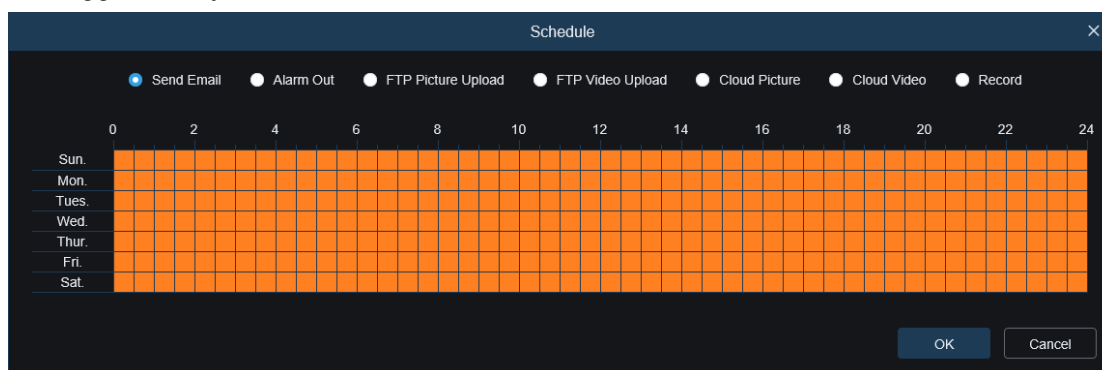 Schedule
Send Email Alarm Out FTP Picture Upload FTP Video Upload Cloud Picture Cloud Video Record
0 2 4 6 8 10 12 14 16 18 20 22 24
Sun.
Mon.
Tues.
Wed.
Thur.
Fri.
Sat.
OK Cancel